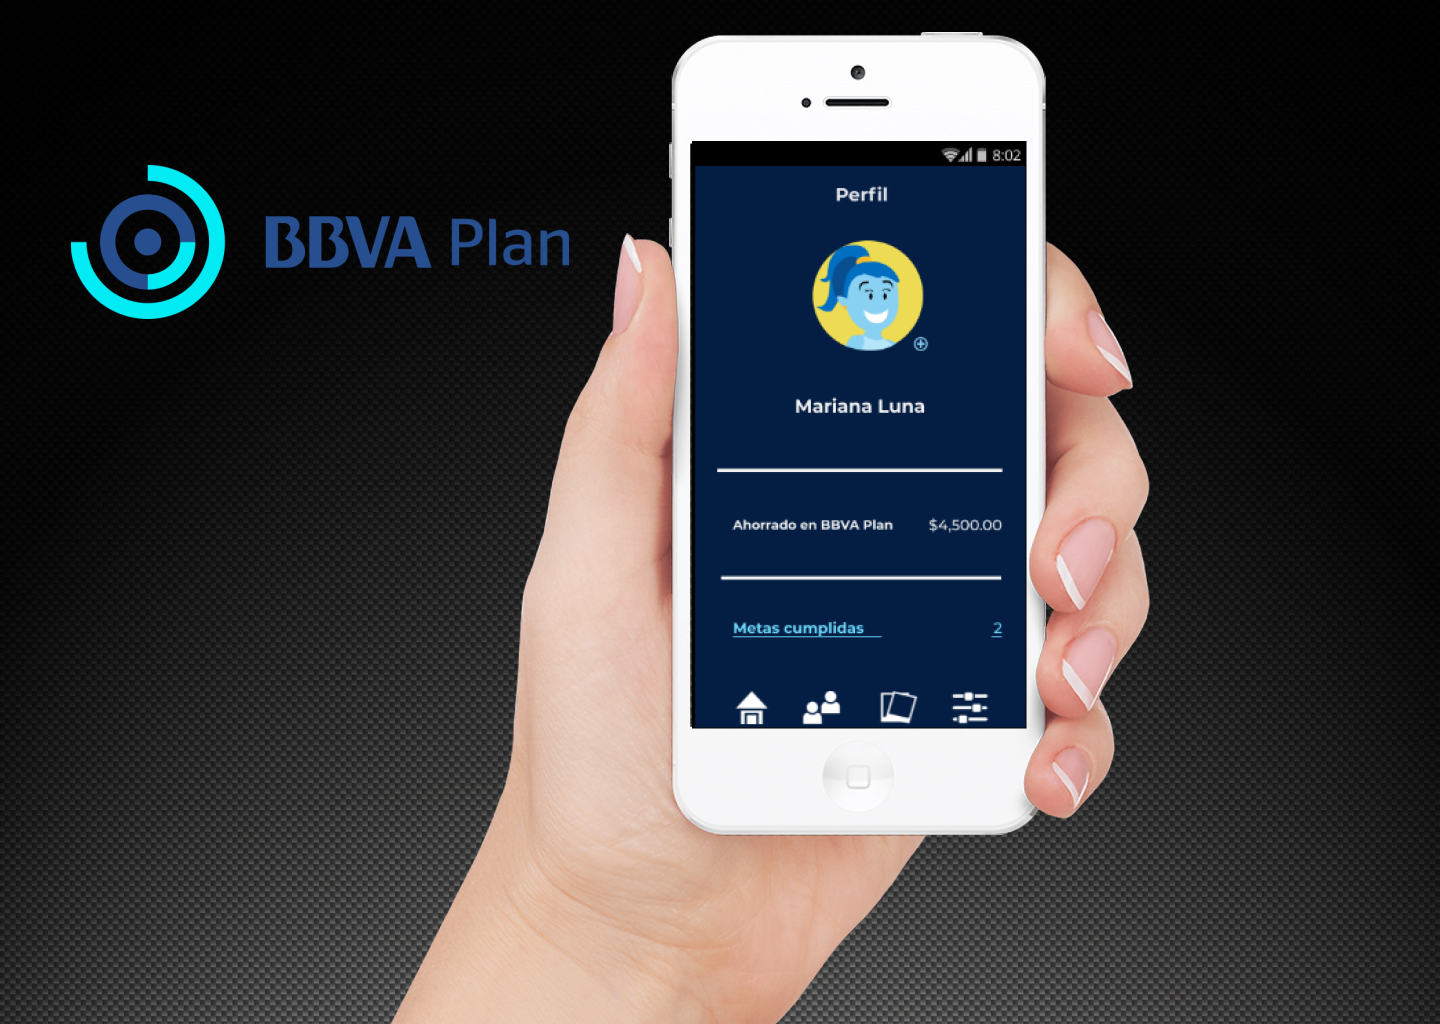 BBVA Plan
8:02
Perfil
Mariana Luna
Ahorrado en BBVA Plan $4,500.00
Metas cumplidas 2